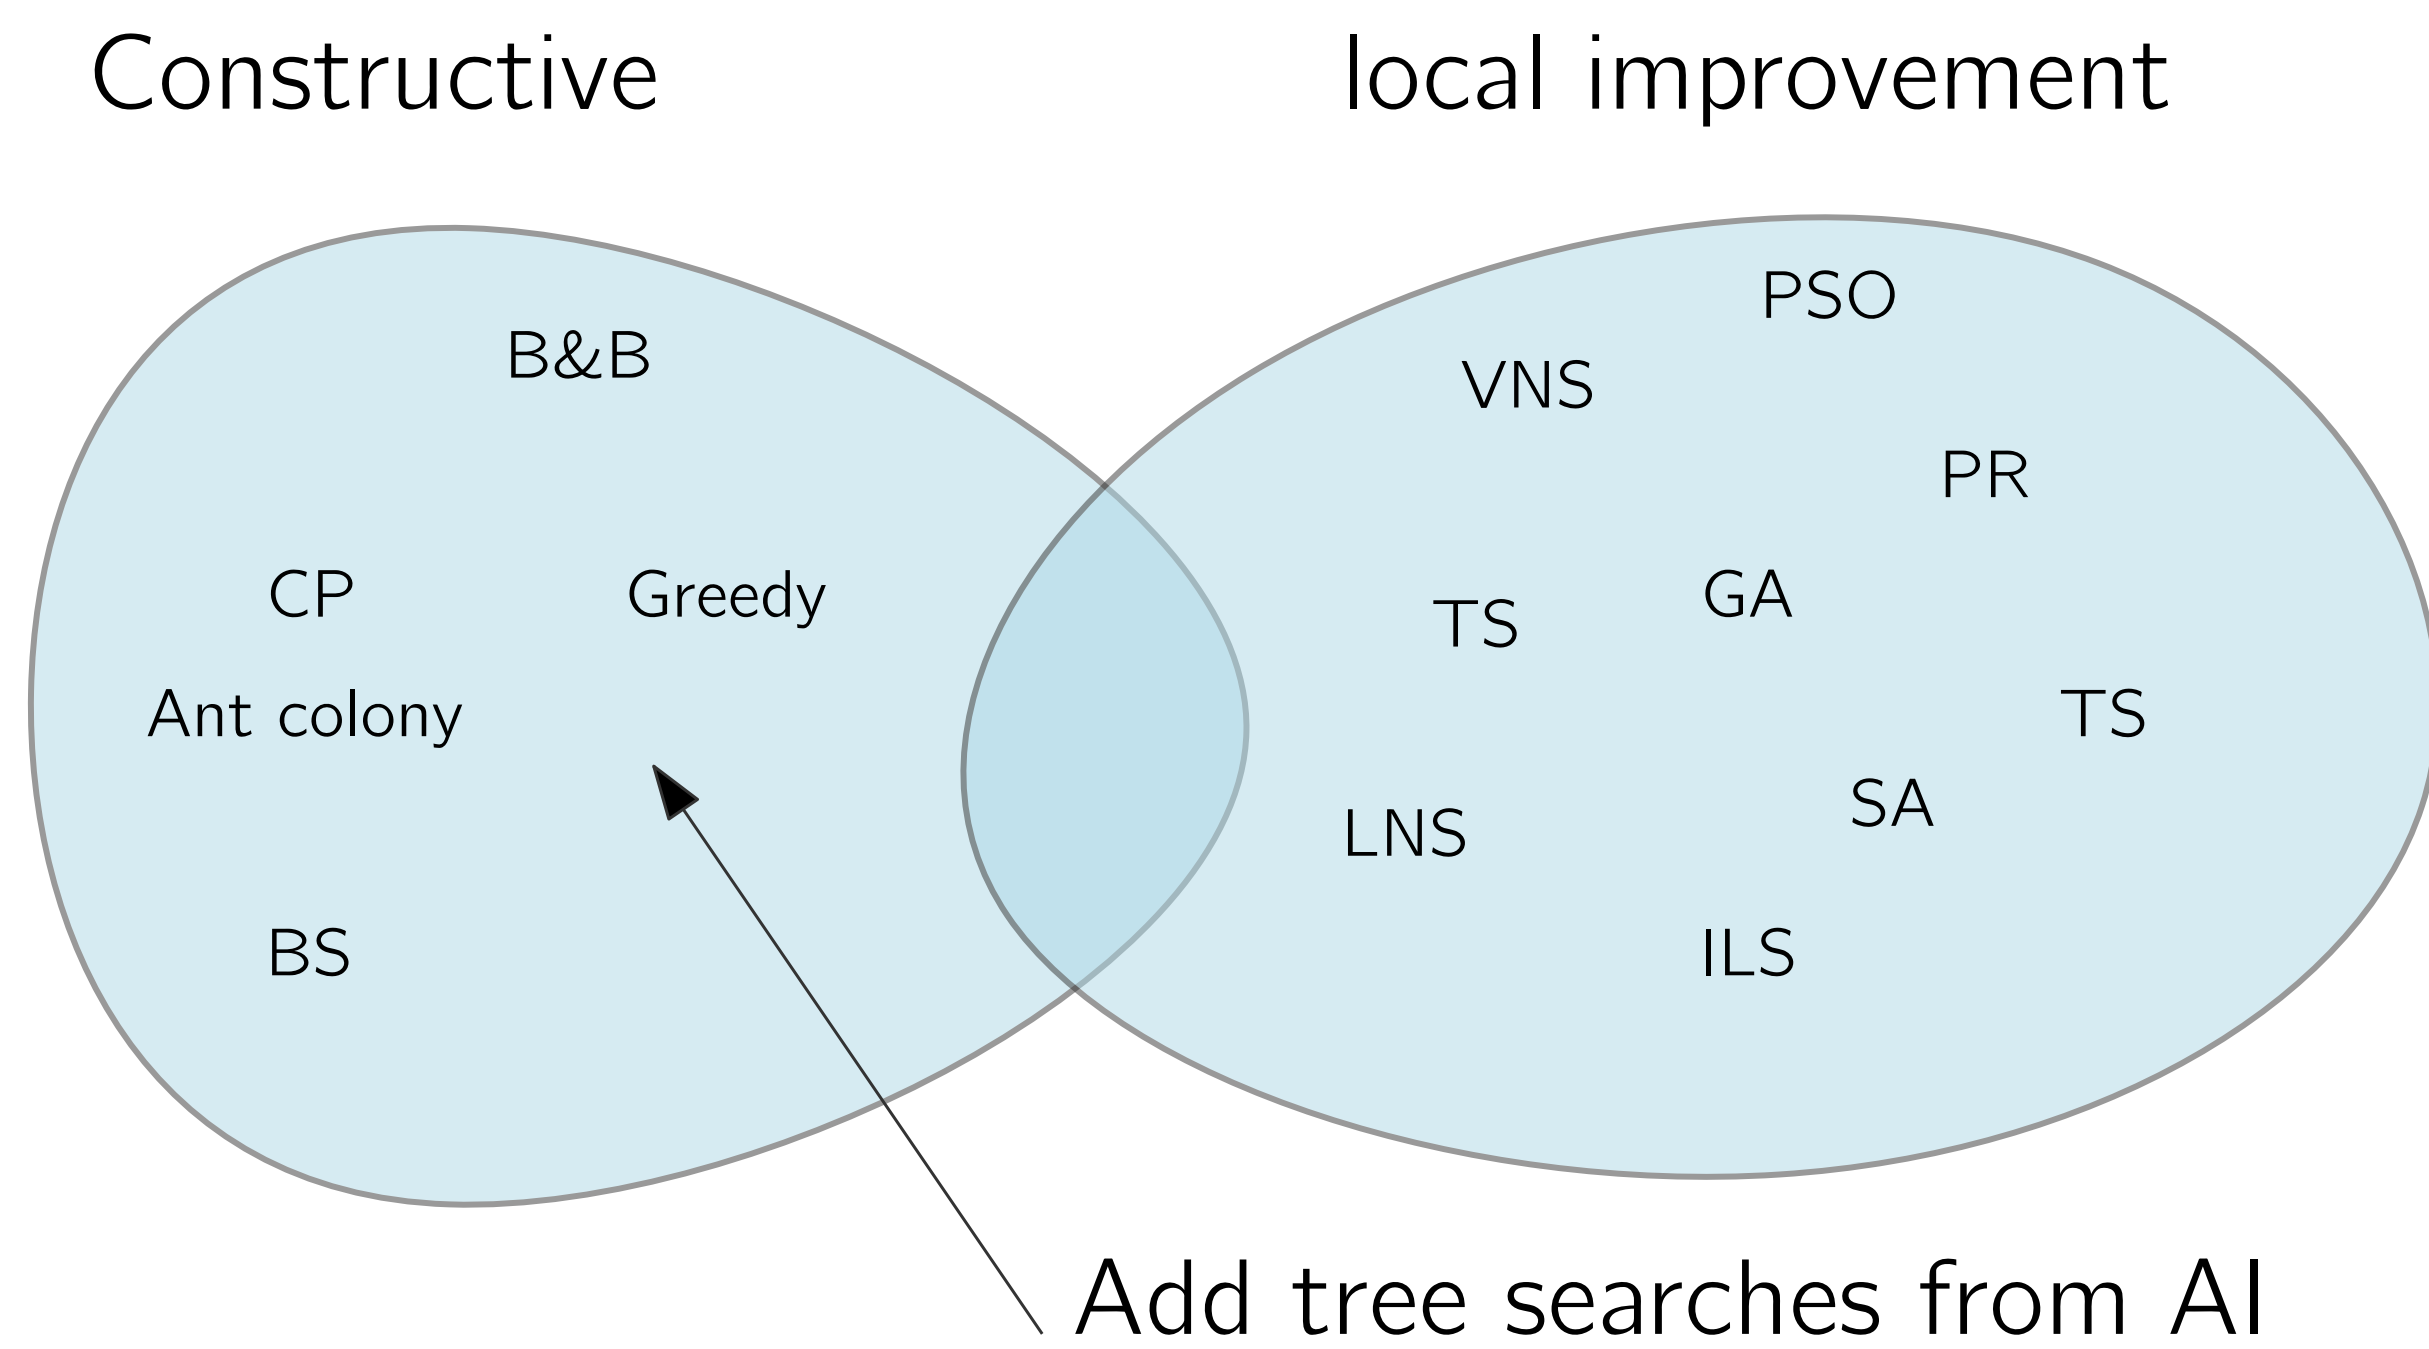 Constructive
local improvement
PSO
B&B
VNS
PR
CP
Greedy
GA
TS
Ant colony
TS
SA
LNS
BS
ILS
Add tree searches from AI